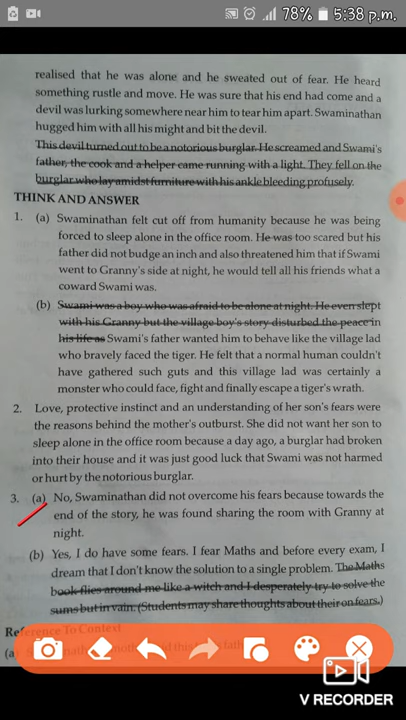 78% 5:38 p.m.
realised that he was alone and he sweated out of fear. He heard
something rustle and move. He was sure that his end had come and a
devil was lurking somewhere near him to tear him apart. Swaminathan
hugged him with all his might and bit the devil.
This devil turned out to be a notorious burglar. He screamed and Swami's
father, the cook and a helper came running with a light. They fell on the
burglar who lay amidst furniture with his ankle bleeding profusely.
THINK AND ANSWER
1. (a) Swaminathan felt cut off from humanity because he was being
forced to sleep alone in the office room. He was too scared but his
father did not budge an inch and also threatened him that if Swami
went to Granny's side at night, he would tell all his friends what a
coward Swami was.
(b) Swami was a boy who was afraid to be alone at night. He even slept
with his Granny but the village boy's story disturbed the peace in
his life as Swami's father wanted him to behave like the village lad
who bravely faced the tiger. He felt that a normal human couldn't
have gathered such guts and this village lad was certainly a
monster who could face, fight and finally escape a tiger's wrath.
2. Love, protective instinct and an understanding of her son's fears were
the reasons behind the mother's outburst. She did not want her son to
sleep alone in the office room because a day ago, a burglar had broken
into their house and it was just good luck that Swami was not harmed
or hurt by the notorious burglar.
3. (a) No, Swaminathan did not overcome his fears because towards the
end of the story, he was found sharing the room with Granny at
night.
(b) Yes, I do have some fears. I fear Maths and before every exam, I
dream that I don't know the solution to a single problem. The Maths
book flies around me like a witch and I desperately try to solve the
sums but in vain. (Students may share thoughts about their on fears.)
Reference To Context
(a)
V RECORDER